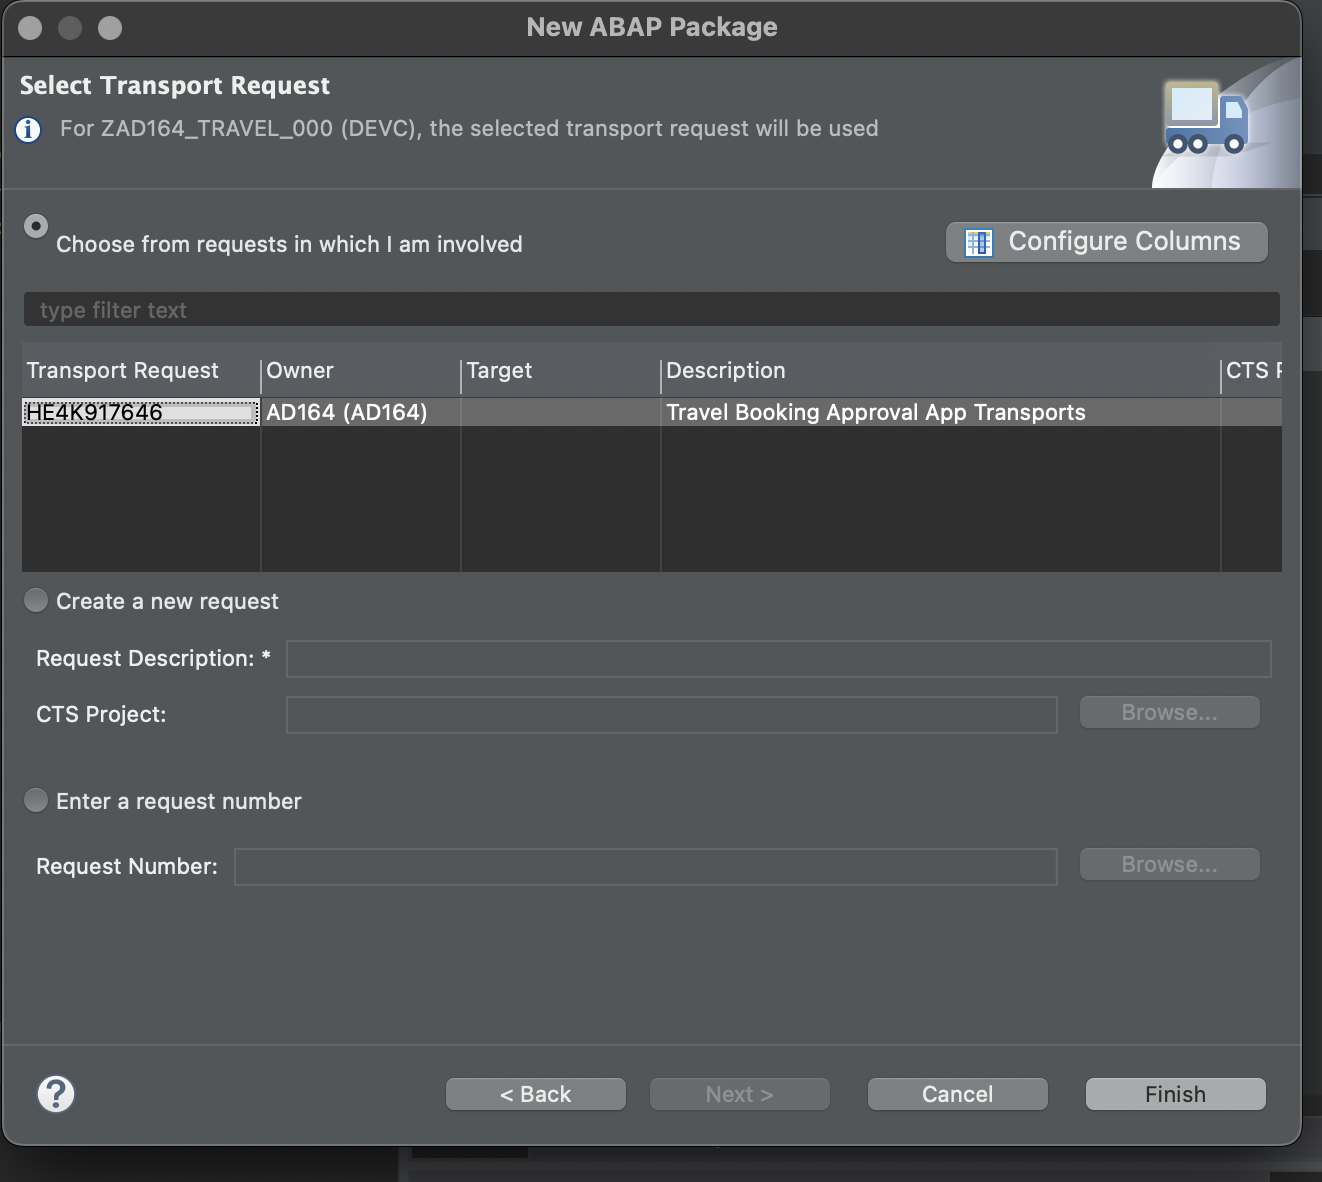 New ABAP Package
Select Transport Request
For ZAD164_TRAVEL_000 (DEVC), the selected transport request will be used
Choose from requests in which I am involved
Configure Columns
type filter text
Transport Request Owner Target Description CTS
HE4K917646 AD164 (AD164) Travel Booking Approval App Transports
Create a new request
Request Description: *
CTS Project: Browse...
Enter a request number
Request Number: Browse...
? < Back Next > Cancel Finish